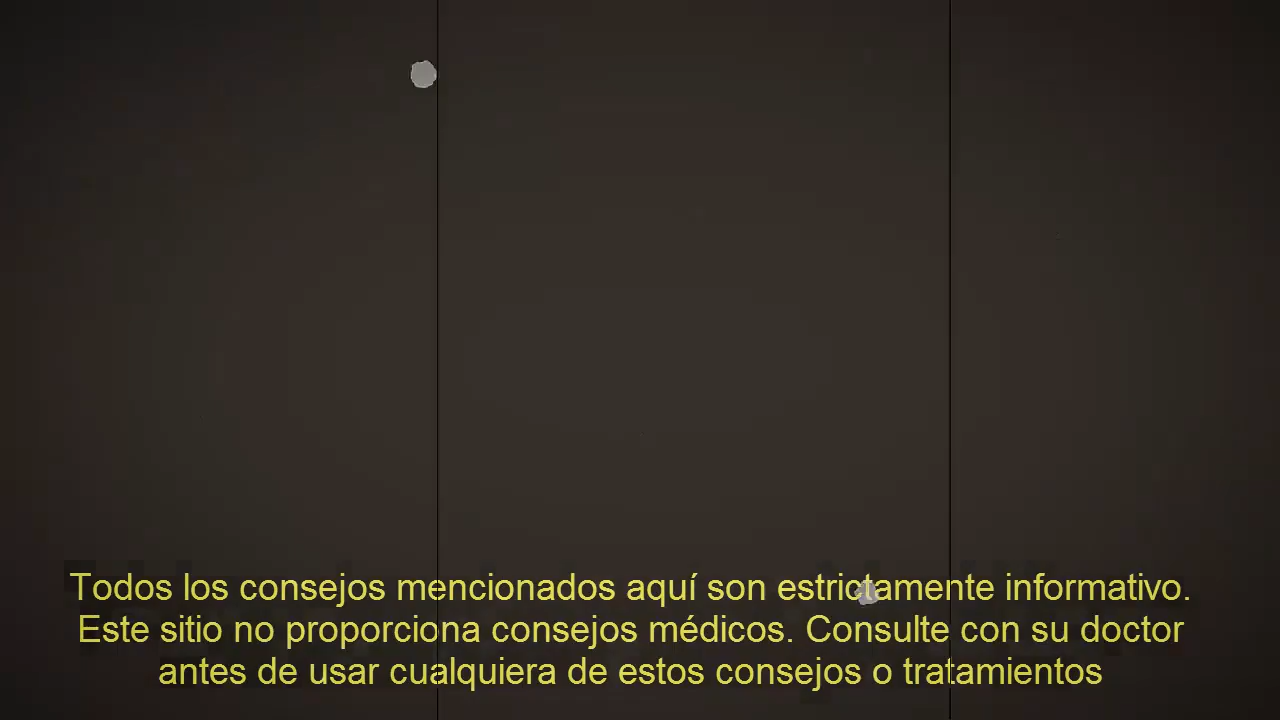 Todos los consejos mencionados aquí son estrictamente informativo.
Este sitio no proporciona consejos médicos. Consulte con su doctor
antes de usar cualquiera de estos consejos o tratamientos